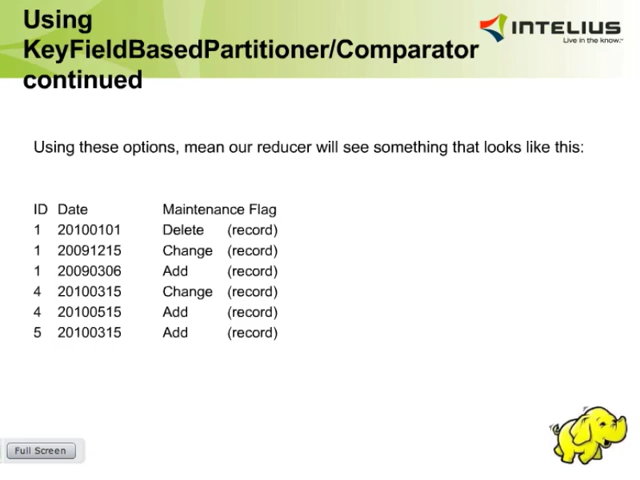 Using
KeyFieldBasedPartitioner/Comparator
continued
INTELIUS
Live in the know.
Using these options, mean our reducer will see something that looks like this:
ID Date Maintenance Flag
1 20100101 Delete (record)
1 20091215 Change (record)
1 20090306 Add (record)
4 20100315 Change (record)
4 20100515 Add (record)
5 20100315 Add (record)
Full Screen